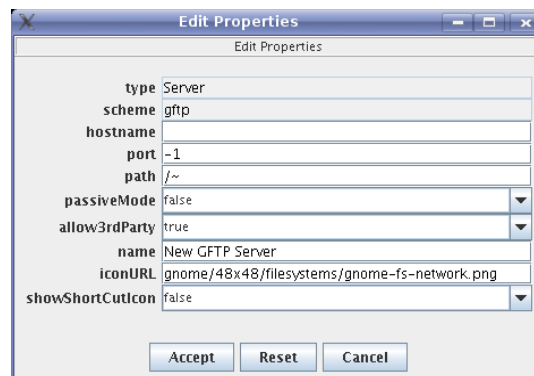 Edit Properties
Edit Properties
type Server
scheme gftp
hostname
port -1
path /~
passiveMode false
allow3rdParty true
name New GFTP Server
iconURL gnome/48x48/filesystems/gnome-fs-network.png
showShortCutIcon false
Accept Reset Cancel